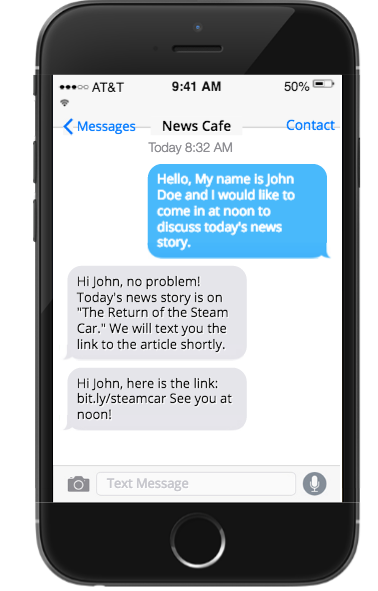 AT&T 9:41 AM 50%
Messages News Cafe Contact
Today 8:32 AM
Hello, My name is John
Doe and I would like to
come in at noon to
discuss today's news
story.
Hi John, no problem!
Today's news story is on
"The Return of the Steam
Car." We will text you the
link to the article shortly.
Hi John, here is the link:
bit.ly/steamcar See you at
noon!
Text Message